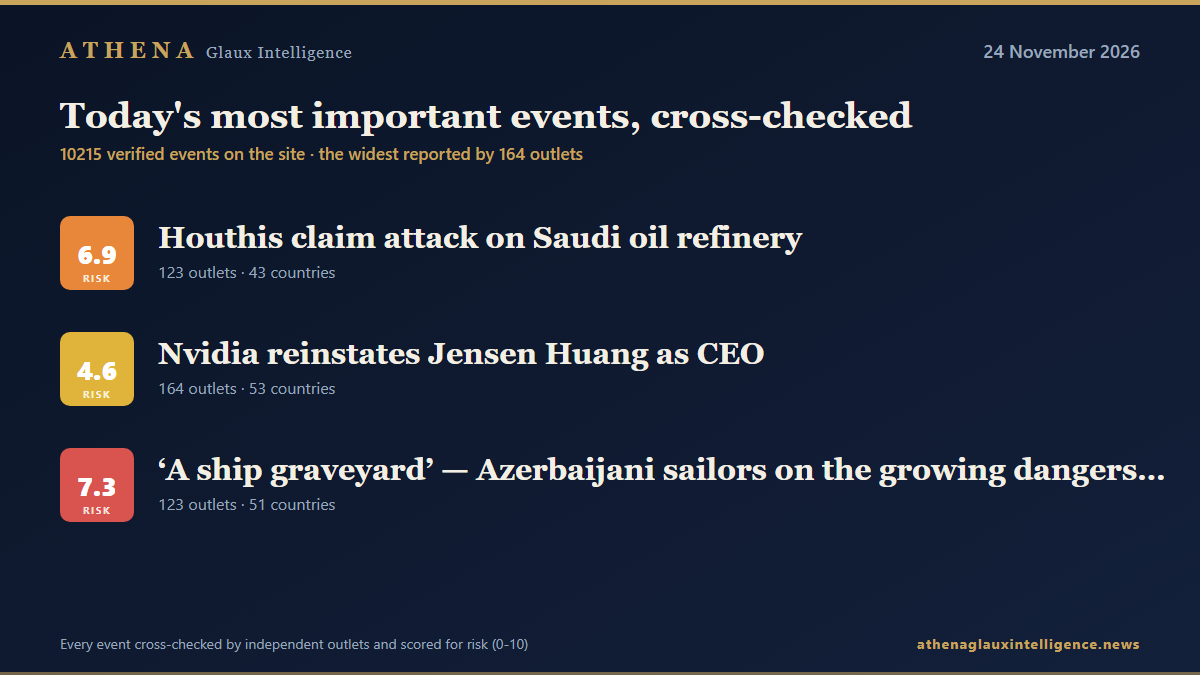 ATHENA Glaux Intelligence
24 November 2026
Today's most important events, cross-checked
10215 verified events on the site · the widest reported by 164 outlets
6.9
RISK
Houthis claim attack on Saudi oil refinery
123 outlets · 43 countries
4.6
RISK
Nvidia reinstates Jensen Huang as CEO
164 outlets · 53 countries
7.3
RISK
‘A ship graveyard’ — Azerbaijani sailors on the growing dangers…
123 outlets · 51 countries
Every event cross-checked by independent outlets and scored for risk (0-10)
athenaglauxintelligence.news